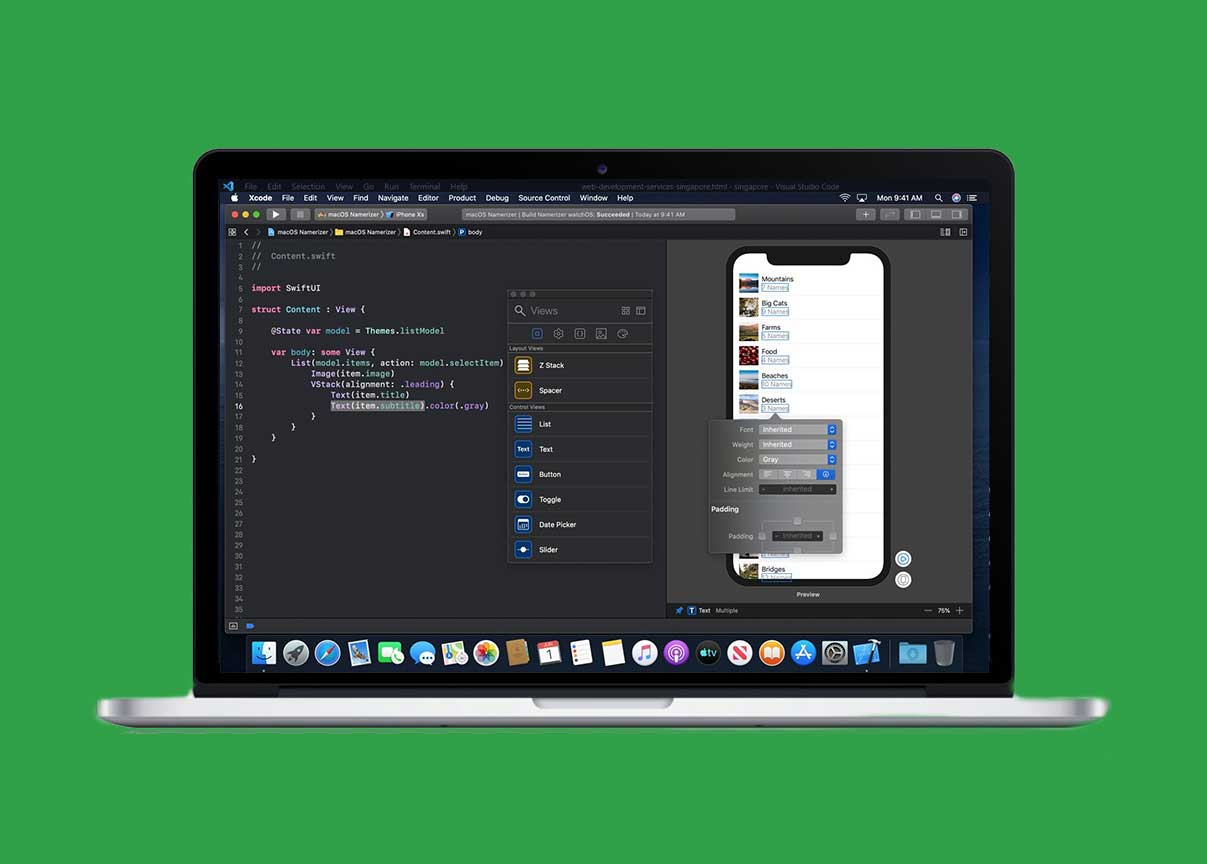 File Edit Selection View Go Run Terminal Help web-development-services-singapore.html - singapore - Visual Studio Code
Xcode File Edit View Find Navigate Editor Product Debug Source Control Window Help Mon 9:41 AM
macOS Namerizer iPhone Xs
macOS Namerizer | Build Namerizer watchOS: Succeeded | Today at 9:41 AM
macOS Namerizer macOS Namerizer Content.swift P body
1 //
2 // Content.swift
3 //
4
5 import SwiftUI
6
7 struct Content : View {
8
9 @State var model = Themes.listModel
10
11 var body: some View {
12 List(model.items, action: model.selectItem)
13 Image(item.image)
14 VStack(alignment: .leading) {
15 Text(item.title)
16 Text(item.subtitle).color(.gray)
17 }
18 }
19 }
20
21 }
22
23
24
25
26
27
28
29
30
31
32
33
34
35
Views
Layout Views
Z Stack
Spacer
Control Views
List
Text Text
Button
Toggle
Date Picker
Slider
Mountains
7 Names
Big Cats
9 Names
Farms
5 Names
Food
4 Names
Beaches
10 Names
Deserts
3 Names
Font Inherited
Weight Inherited
Color Gray
Alignment
Line Limit - Inherited +
Padding
Padding - Inherited +
Names
Bridges
Names
Preview
T Text Multiple
— 75% +
1
tv